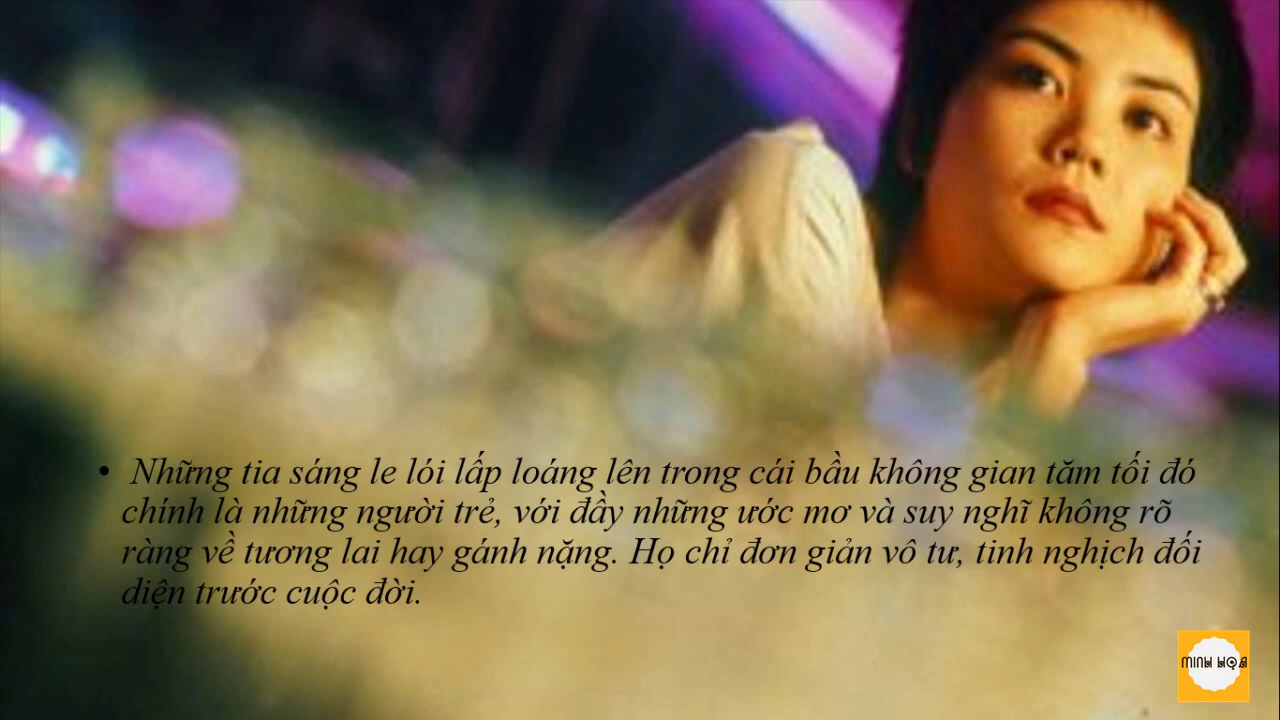 • Những tia sáng le lói lấp loáng lên trong cái bầu không gian tăm tối đó
chính là những người trẻ, với đầy những ước mơ và suy nghĩ không rõ
ràng về tương lai hay gánh nặng. Họ chỉ đơn giản vô tư, tinh nghịch đối
diện trước cuộc đời.
MINH HỌA